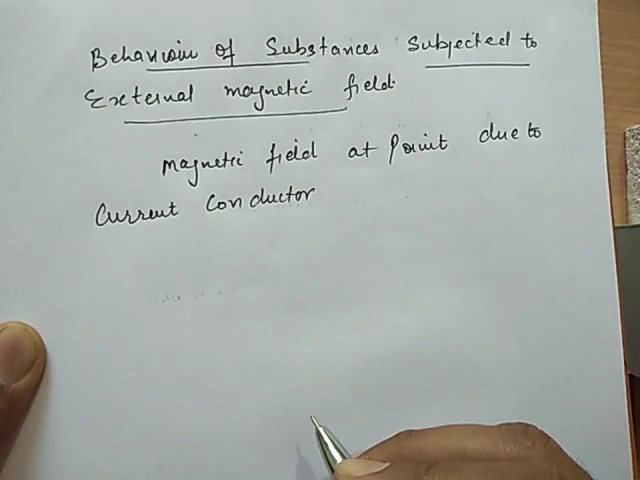 Behaviour of Substances Subjected to
External magnetic field
magnetic field at Point due to
Current Conductor